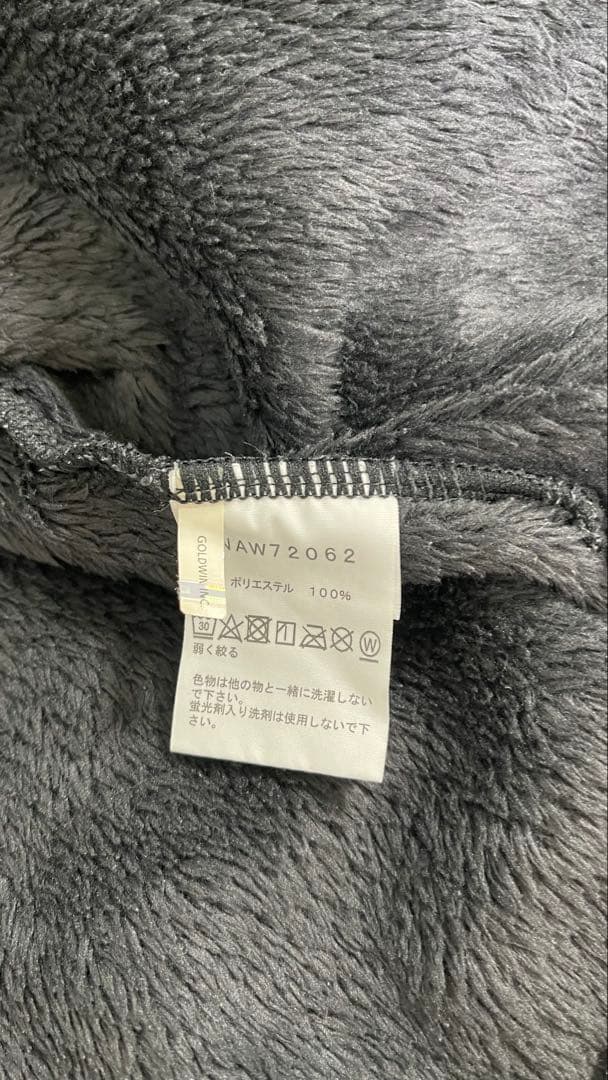 NAW72062
GOLDWIN INC.
ポリエステル 100%
30
W
弱く絞る
色物は他の物と一緒に洗濯しない
で下さい。
蛍光剤入り洗剤は使用しないで下
さい。